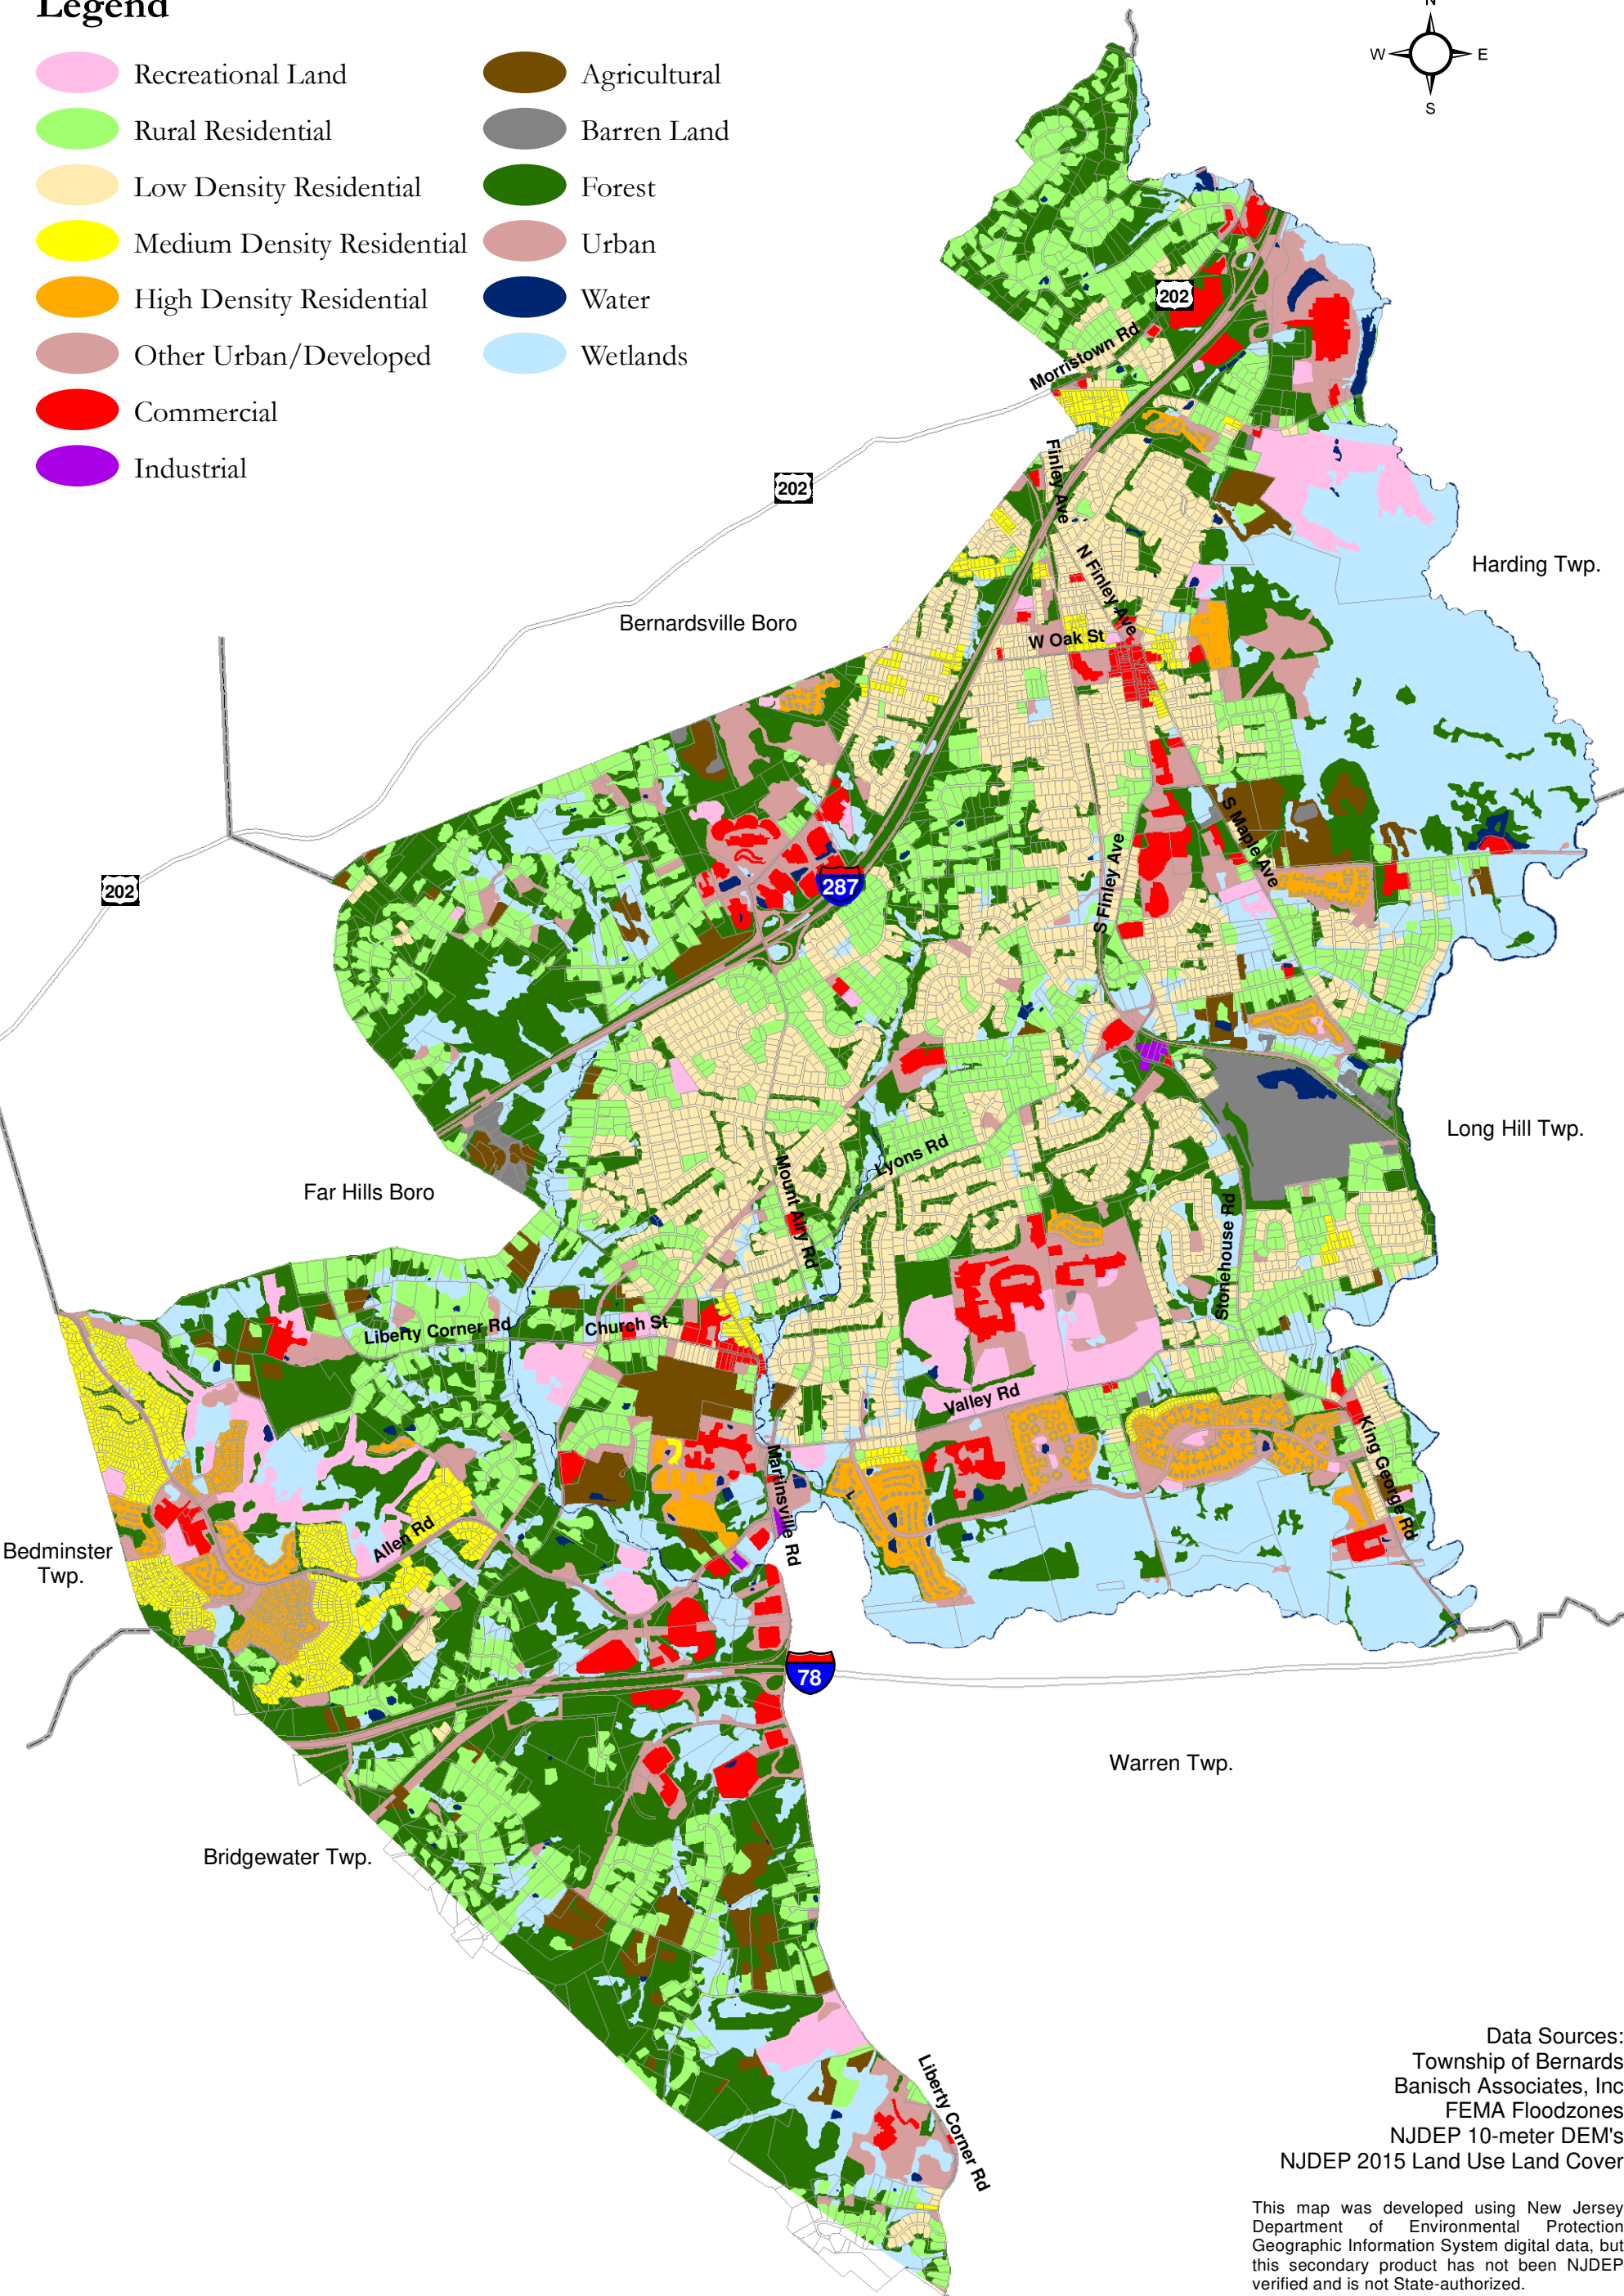 Legend
Recreational Land
Rural Residential
Low Density Residential
Medium Density Residential
High Density Residential
Other Urban/Developed
Commercial
Industrial
Agricultural
Barren Land
Forest
Urban
Water
Wetlands
N
W
E
S
202
Morristown Rd
Finley Ave
202
N Finley Ave
Harding Twp.
Bernardsville Boro
W Oak St
S Maple Ave
S Finley Ave
287
202
Long Hill Twp.
Lyons Rd
Far Hills Boro
Mount Airy Rd
Stonehouse Rd
Liberty Corner Rd
Church St
Valley Rd
King George Rd
Martinsville Rd
Allen Rd
Bedminster
Twp.
78
Warren Twp.
Bridgewater Twp.
Liberty Corner Rd
Data Sources:
Township of Bernards
Banisch Associates, Inc
FEMA Floodzones
NJDEP 10-meter DEM's
NJDEP 2015 Land Use Land Cover
This map was developed using New Jersey
Department of Environmental Protection
Geographic Information System digital data, but
this secondary product has not been NJDEP
verified and is not State-authorized.